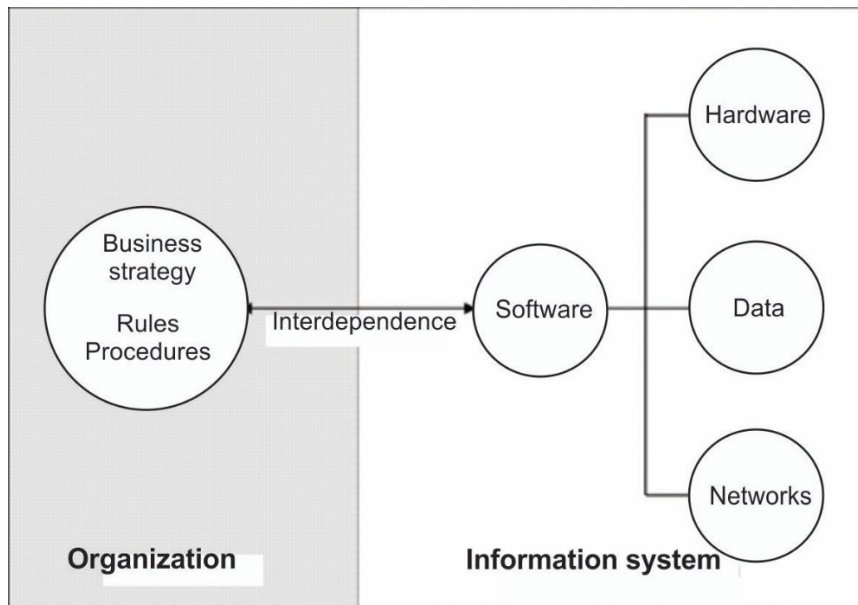 Business
strategy
Rules
Procedures
Interdependence
Software
Hardware
Data
Networks
Organization
Information system